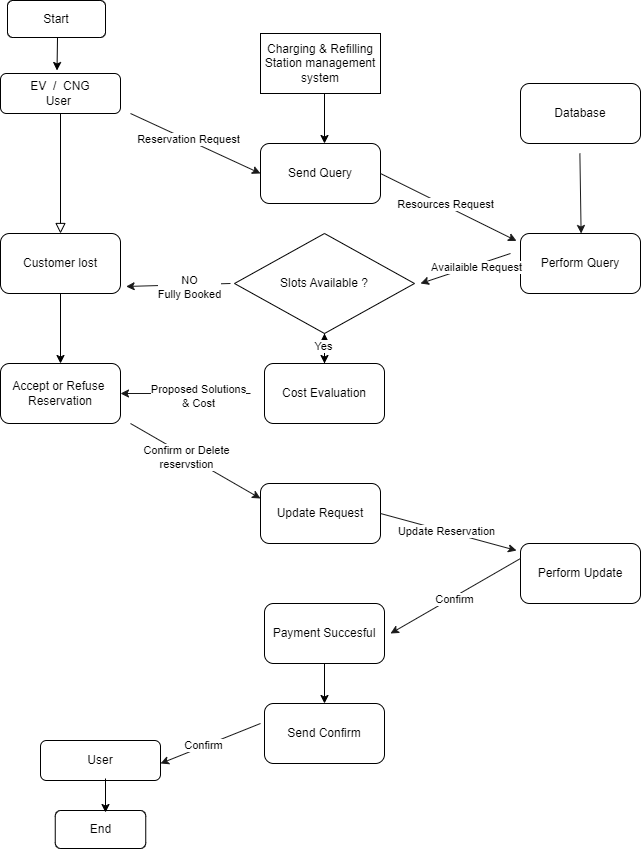 Start
EV  /  CNG
User
Charging & Refilling
Station management
system
Database
Reservation Request
Send Query
Resources Request
Customer lost
NO
Fully Booked
Slots Available ?
Availaible Request
Perform Query
Yes
Accept or Refuse
Reservation
Proposed Solutions
& Cost
Cost Evaluation
Confirm or Delete
reservstion
Update Request
Update Reservation
Perform Update
Confirm
Payment Succesful
Send Confirm
Confirm
User
End